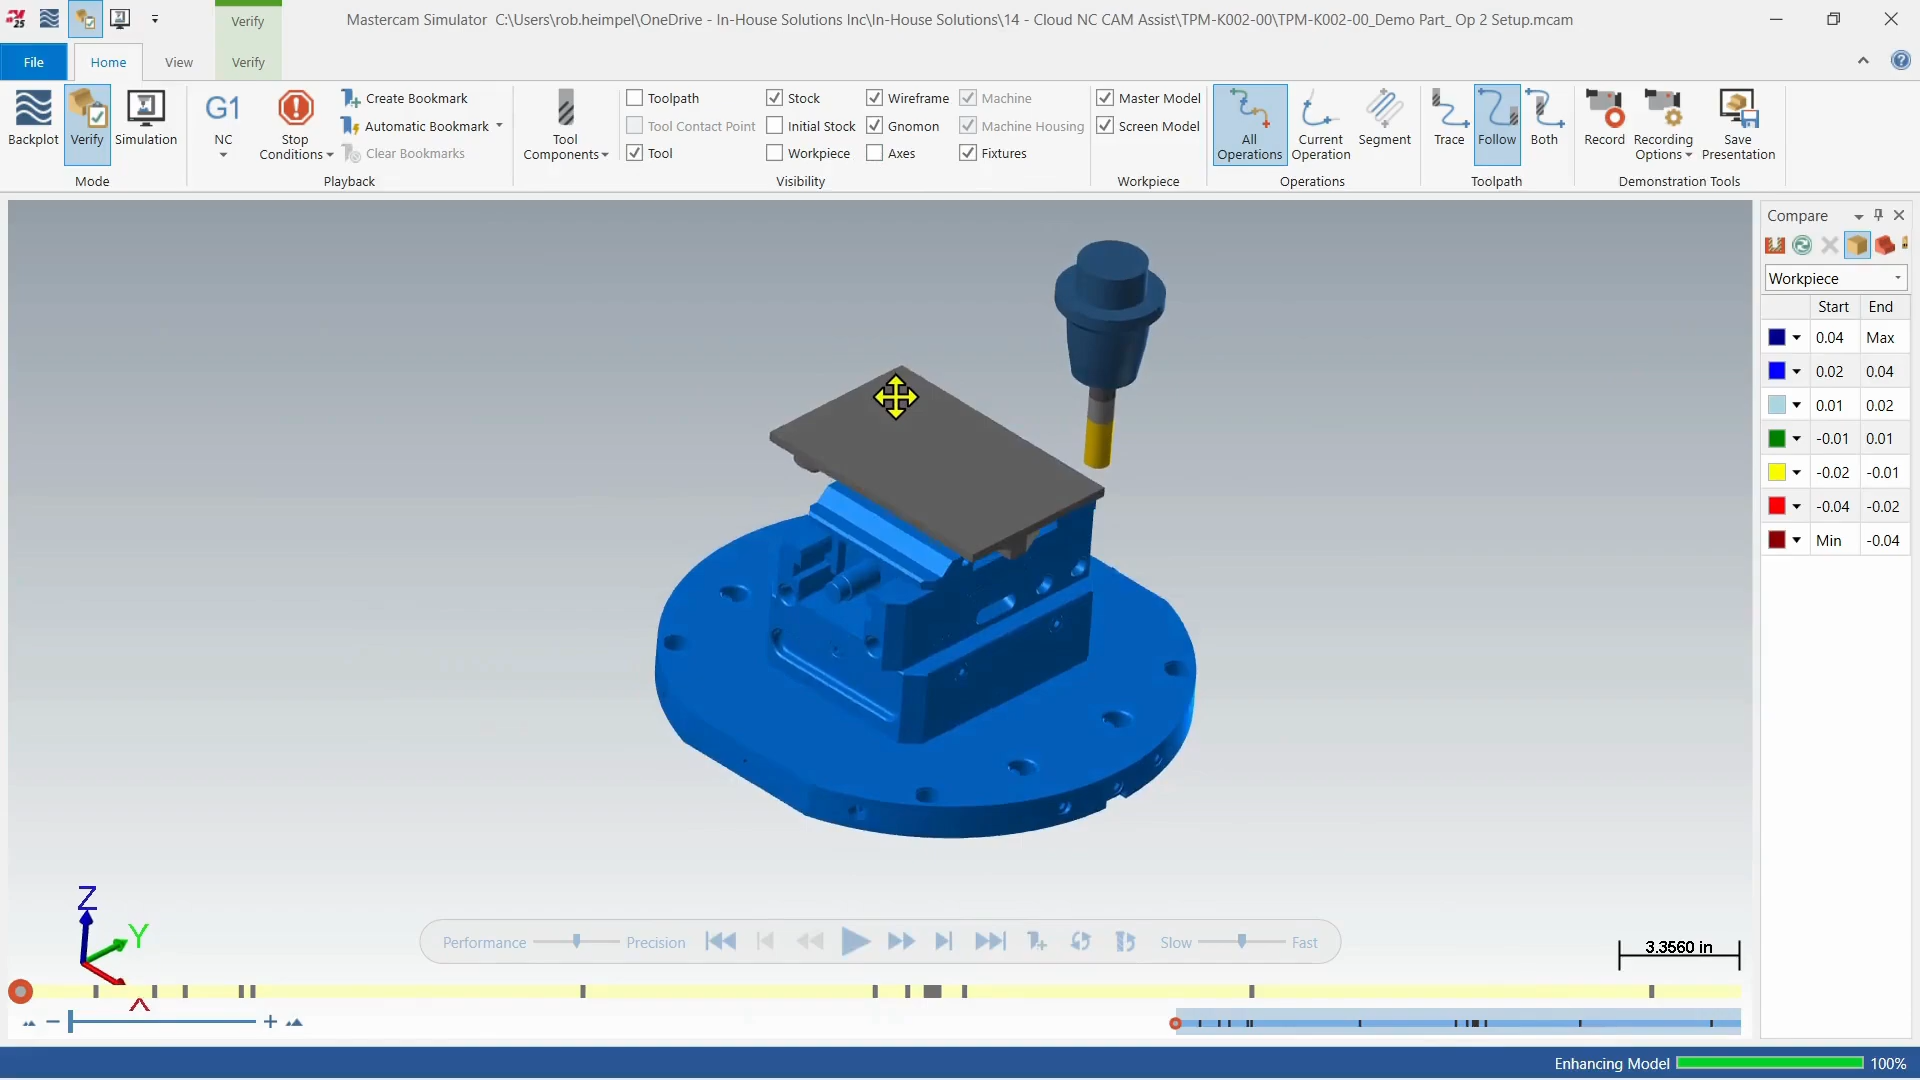 25 Verify Mastercam Simulator C:\Users\rob.heimpel\OneDrive - In-House Solutions Inc\In-House Solutions\14 - Cloud NC CAM Assist\TPM-K002-00\TPM-K002-00_Demo Part_ Op 2 Setup.mcam
File Home View Verify
Backplot Verify Simulation
Mode
G1 NC
Stop Conditions
Create Bookmark
Automatic Bookmark
Clear Bookmarks
Playback
Tool Components
Toolpath Stock Wireframe Machine
Tool Contact Point Initial Stock Gnomon Machine Housing
Tool Workpiece Axes Fixtures
Visibility
Master Model
Screen Model
Workpiece
All Operations
Current Operation
Segment
Operations
Trace Follow Both
Toolpath
Record
Recording Options
Save Presentation
Demonstration Tools
Compare
Workpiece
Start End
0.04 Max
0.02 0.04
0.01 0.02
-0.01 0.01
-0.02 -0.01
-0.04 -0.02
Min -0.04
Z
Y
X
Performance Precision Slow Fast
3.3560 in
Enhancing Model 100%